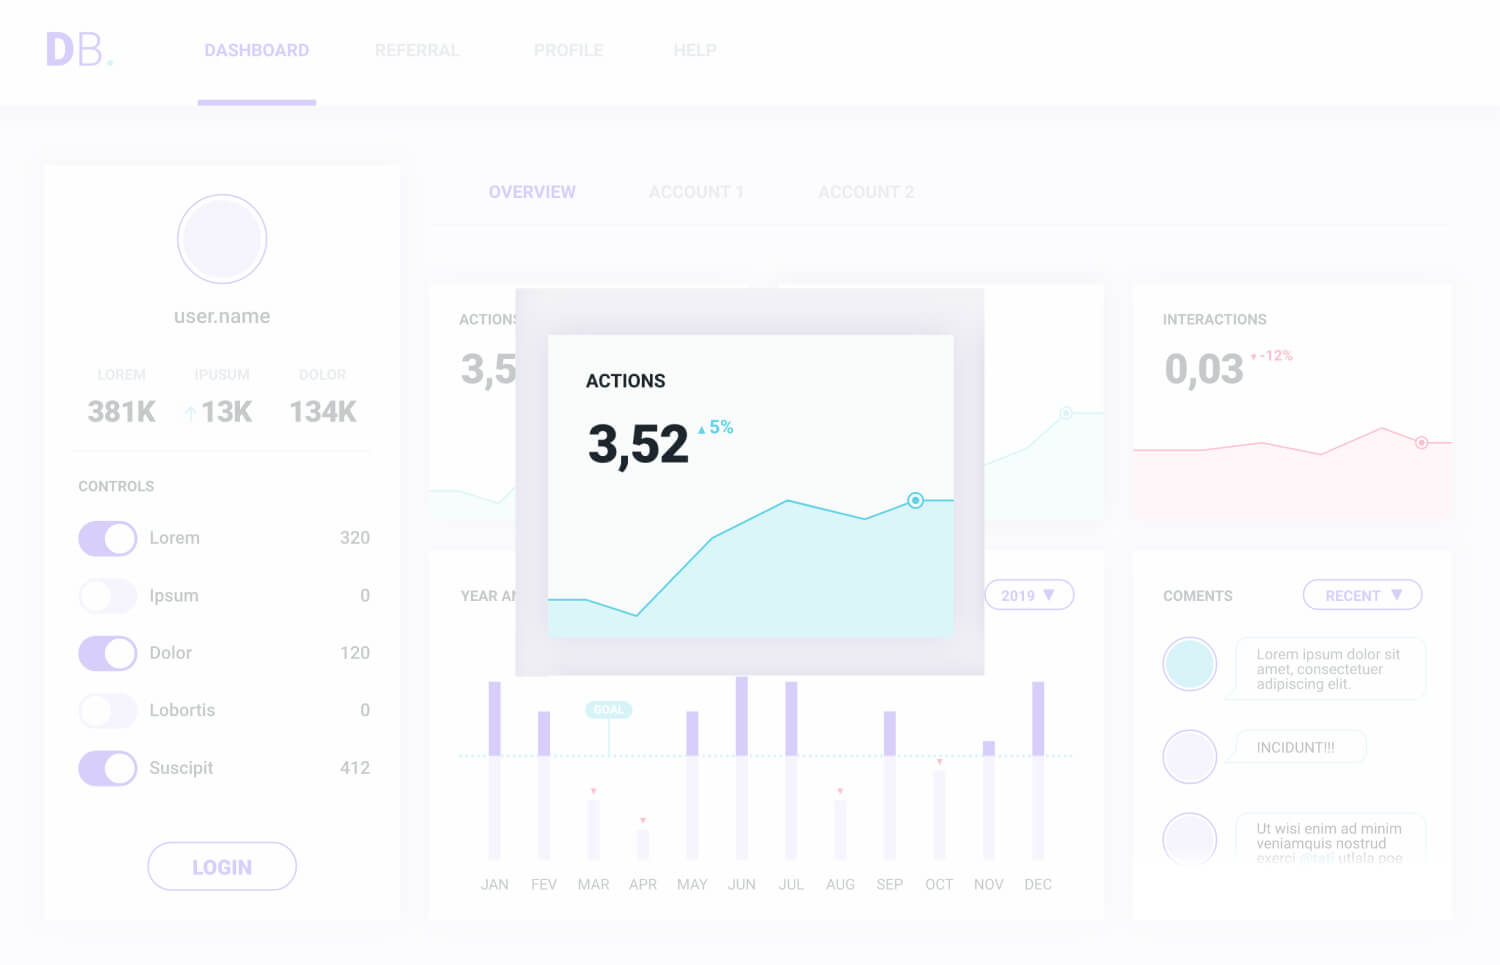 DB.
DASHBOARD REFERRAL PROFILE HELP
user.name
LOREM IPUSUM DOLOR
381K 13K 134K
CONTROLS
Lorem 320
Ipsum 0
Dolor 120
Lobortis 0
Suscipit 412
LOGIN
OVERVIEW ACCOUNT 1 ACCOUNT 2
ACTIONS
3,5
ACTIONS
3,52 ▲5%
INTERACTIONS
0,03 ▼-12%
YEAR
2019 ▼
GOAL
JAN FEV MAR APR MAY JUN JUL AUG SEP OCT NOV DEC
COMENTS
RECENT ▼
Lorem ipsum dolor sit
amet, consectetuer
adipiscing elit.
INCIDUNT!!!
Ut wisi enim ad minim
veniamquis nostrud
exerci @tati utlala poe